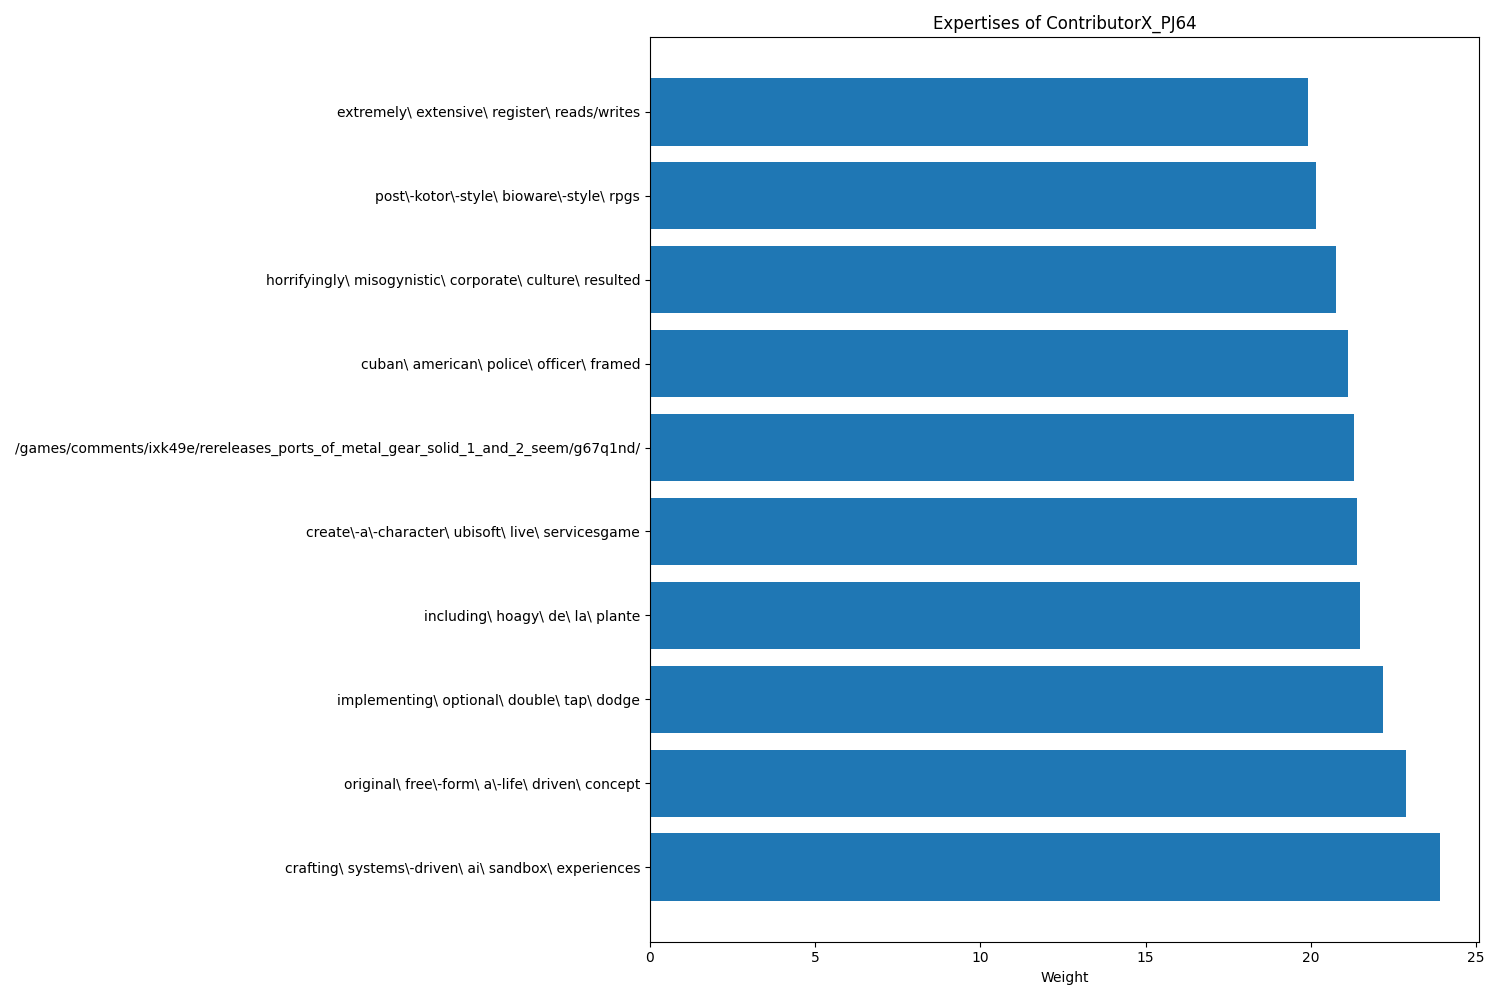 Expertises of ContributorX_PJ64
extremely\ extensive\ register\ reads/writes
post\-kotor\-style\ bioware\-style\ rpgs
horrifyingly\ misogynistic\ corporate\ culture\ resulted
cuban\ american\ police\ officer\ framed
/games/comments/ixk49e/rereleases_ports_of_metal_gear_solid_1_and_2_seem/g67q1nd/
create\-a\-character\ ubisoft\ live\ servicesgame
including\ hoagy\ de\ la\ plante
implementing\ optional\ double\ tap\ dodge
original\ free\-form\ a\-life\ driven\ concept
crafting\ systems\-driven\ ai\ sandbox\ experiences
0 5 10 15 20 25
Weight